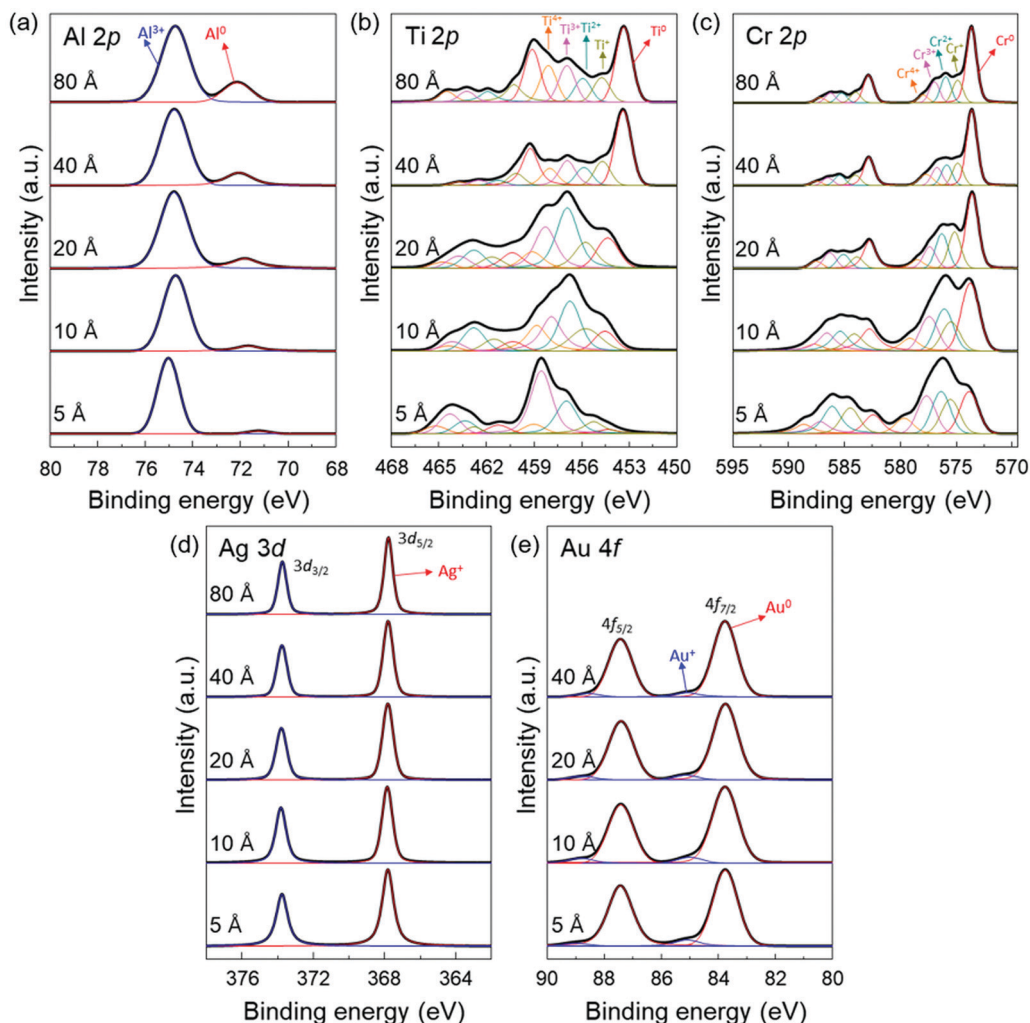 (a) Al 2p
Al³⁺ Al⁰
80 Å
40 Å
20 Å
10 Å
5 Å
Intensity (a.u.)
80 78 76 74 72 70 68
Binding energy (eV)
(b) Ti 2p
Ti⁴⁺ Ti³⁺ Ti²⁺ Ti⁺ Ti⁰
80 Å
40 Å
20 Å
10 Å
5 Å
Intensity (a.u.)
468 465 462 459 456 453 450
Binding energy (eV)
(c) Cr 2p
Cr⁴⁺ Cr³⁺ Cr²⁺ Cr⁺ Cr⁰
80 Å
40 Å
20 Å
10 Å
5 Å
Intensity (a.u.)
595 590 585 580 575 570
Binding energy (eV)
(d) Ag 3d
3d₃/₂ 3d₅/₂
Ag⁺
80 Å
40 Å
20 Å
10 Å
5 Å
Intensity (a.u.)
376 372 368 364
Binding energy (eV)
(e) Au 4f
4f₅/₂ 4f₇/₂ Au⁰
Au⁺
40 Å
20 Å
10 Å
5 Å
Intensity (a.u.)
90 88 86 84 82 80
Binding energy (eV)